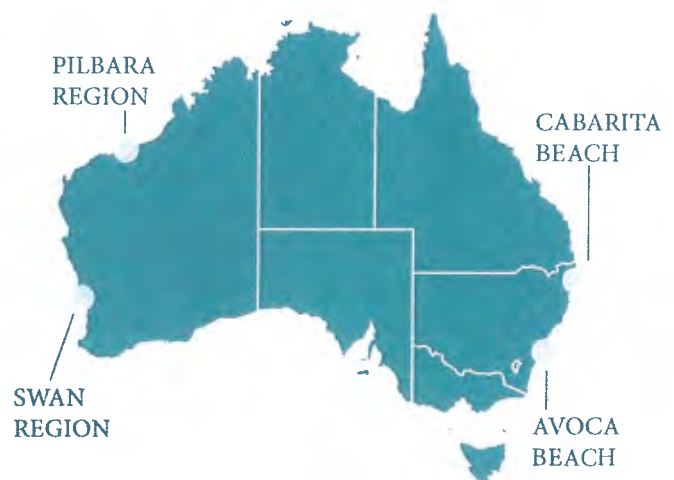 PILBARA
REGION
CABARITA
BEACH
SWAN
REGION
AVOCA
BEACH